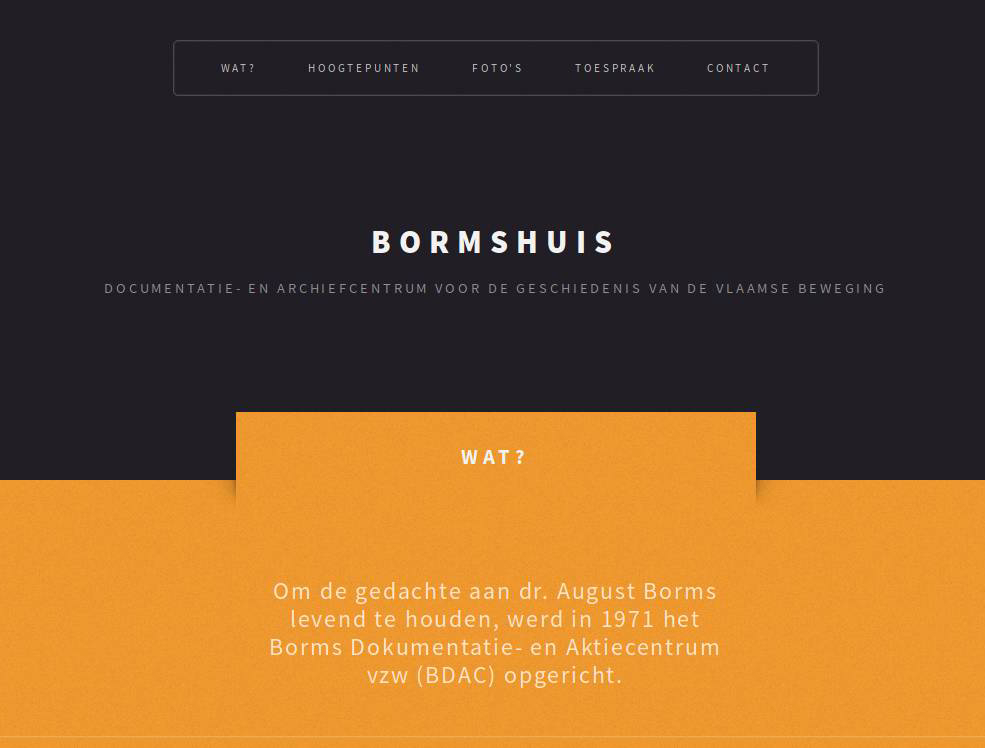 WAT? HOOGTEPUNTEN FOTO'S TOESPRAAK CONTACT
BORMSHUIS
DOCUMENTATIE- EN ARCHIEFCENTRUM VOOR DE GESCHIEDENIS VAN DE VLAAMSE BEWEGING
WAT?
Om de gedachte aan dr. August Borms
levend te houden, werd in 1971 het
Borms Dokumentatie- en Aktiecentrum
vzw (BDAC) opgericht.